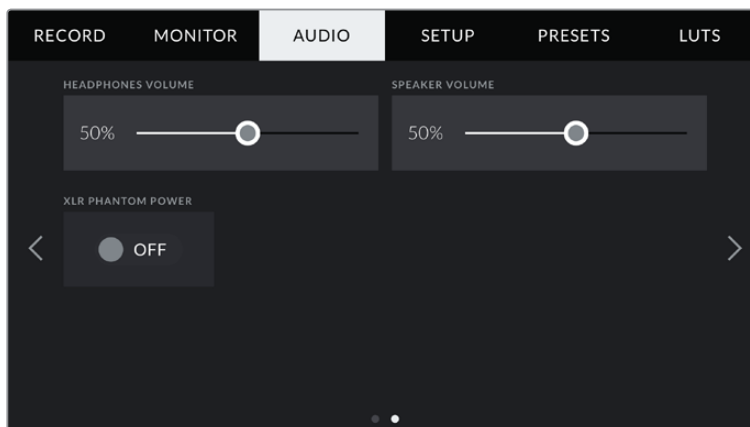 RECORD MONITOR AUDIO SETUP PRESETS LUTS
HEADPHONES VOLUME SPEAKER VOLUME
50% 50%
XLR PHANTOM POWER
OFF